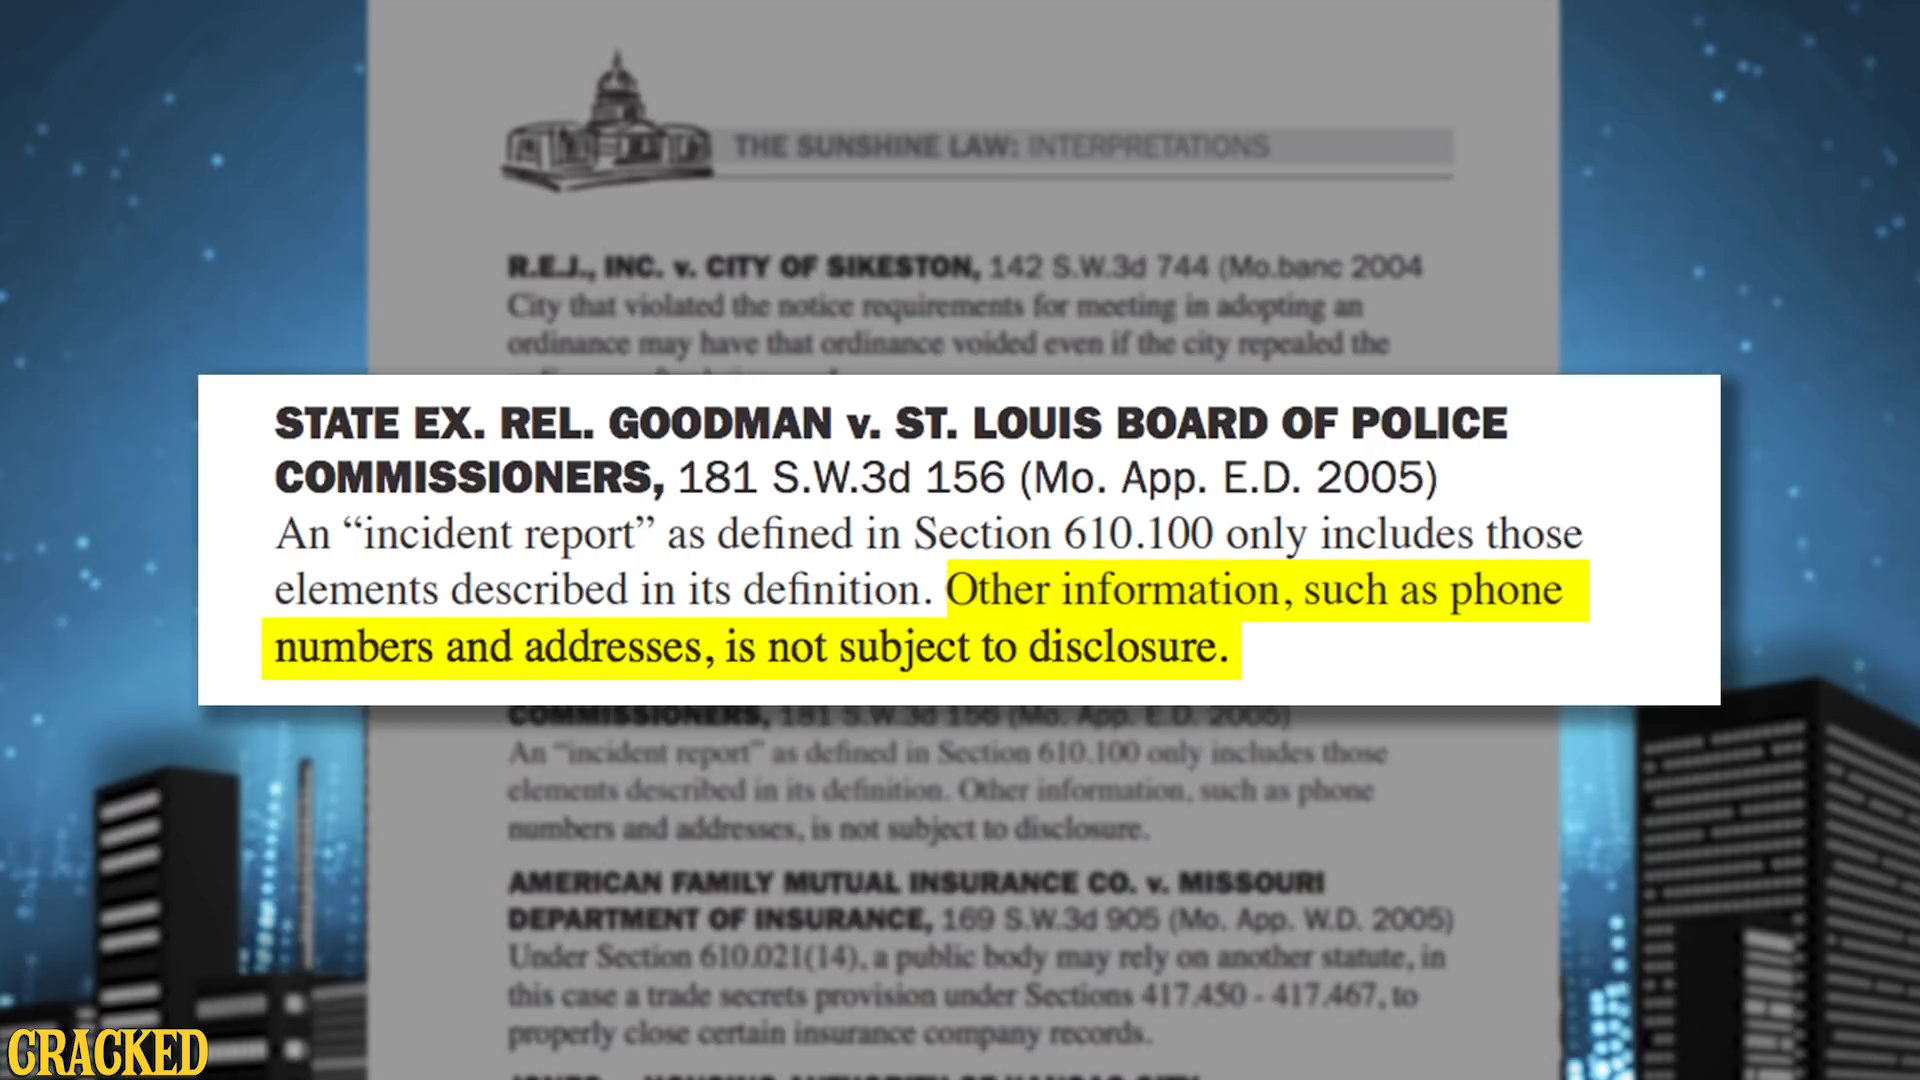 THE SUNSHINE LAW: INTERPRETATIONS
R.E.J., INC. v. CITY OF SIKESTON, 142 S.W.3d 744 (Mo.banc 2004
City that violated the notice requirements for meeting in adopting an
ordinance may have that ordinance voided even if the city repealed the
STATE EX. REL. GOODMAN v. ST. LOUIS BOARD OF POLICE
COMMISSIONERS, 181 S.W.3d 156 (Mo. App. E.D. 2005)
An “incident report” as defined in Section 610.100 only includes those
elements described in its definition. Other information, such as phone
numbers and addresses, is not subject to disclosure.
COMMISSIONERS, 181 S.W.3d 156 (Mo. App. E.D. 2005)
An “incident report” as defined in Section 610.100 only includes those
elements described in its definition. Other information, such as phone
numbers and addresses, is not subject to disclosure.
AMERICAN FAMILY MUTUAL INSURANCE CO. v. MISSOURI
DEPARTMENT OF INSURANCE, 169 S.W.3d 905 (Mo. App. W.D. 2005)
Under Section 610.021(14), a public body may rely on another statute, in
this case a trade secrets provision under Sections 417.450 - 417.467, to
properly close certain insurance company records.
CRACKED